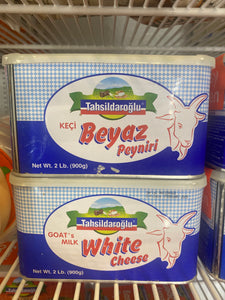 Tahsildaroğlu
KEÇİ
Beyaz
Peyniri
Net Wt. 2 Lb. (900g)
Tahsildaroğlu
GOAT's
MILK
White
Cheese
Net Wt. 2 Lb. (900g)